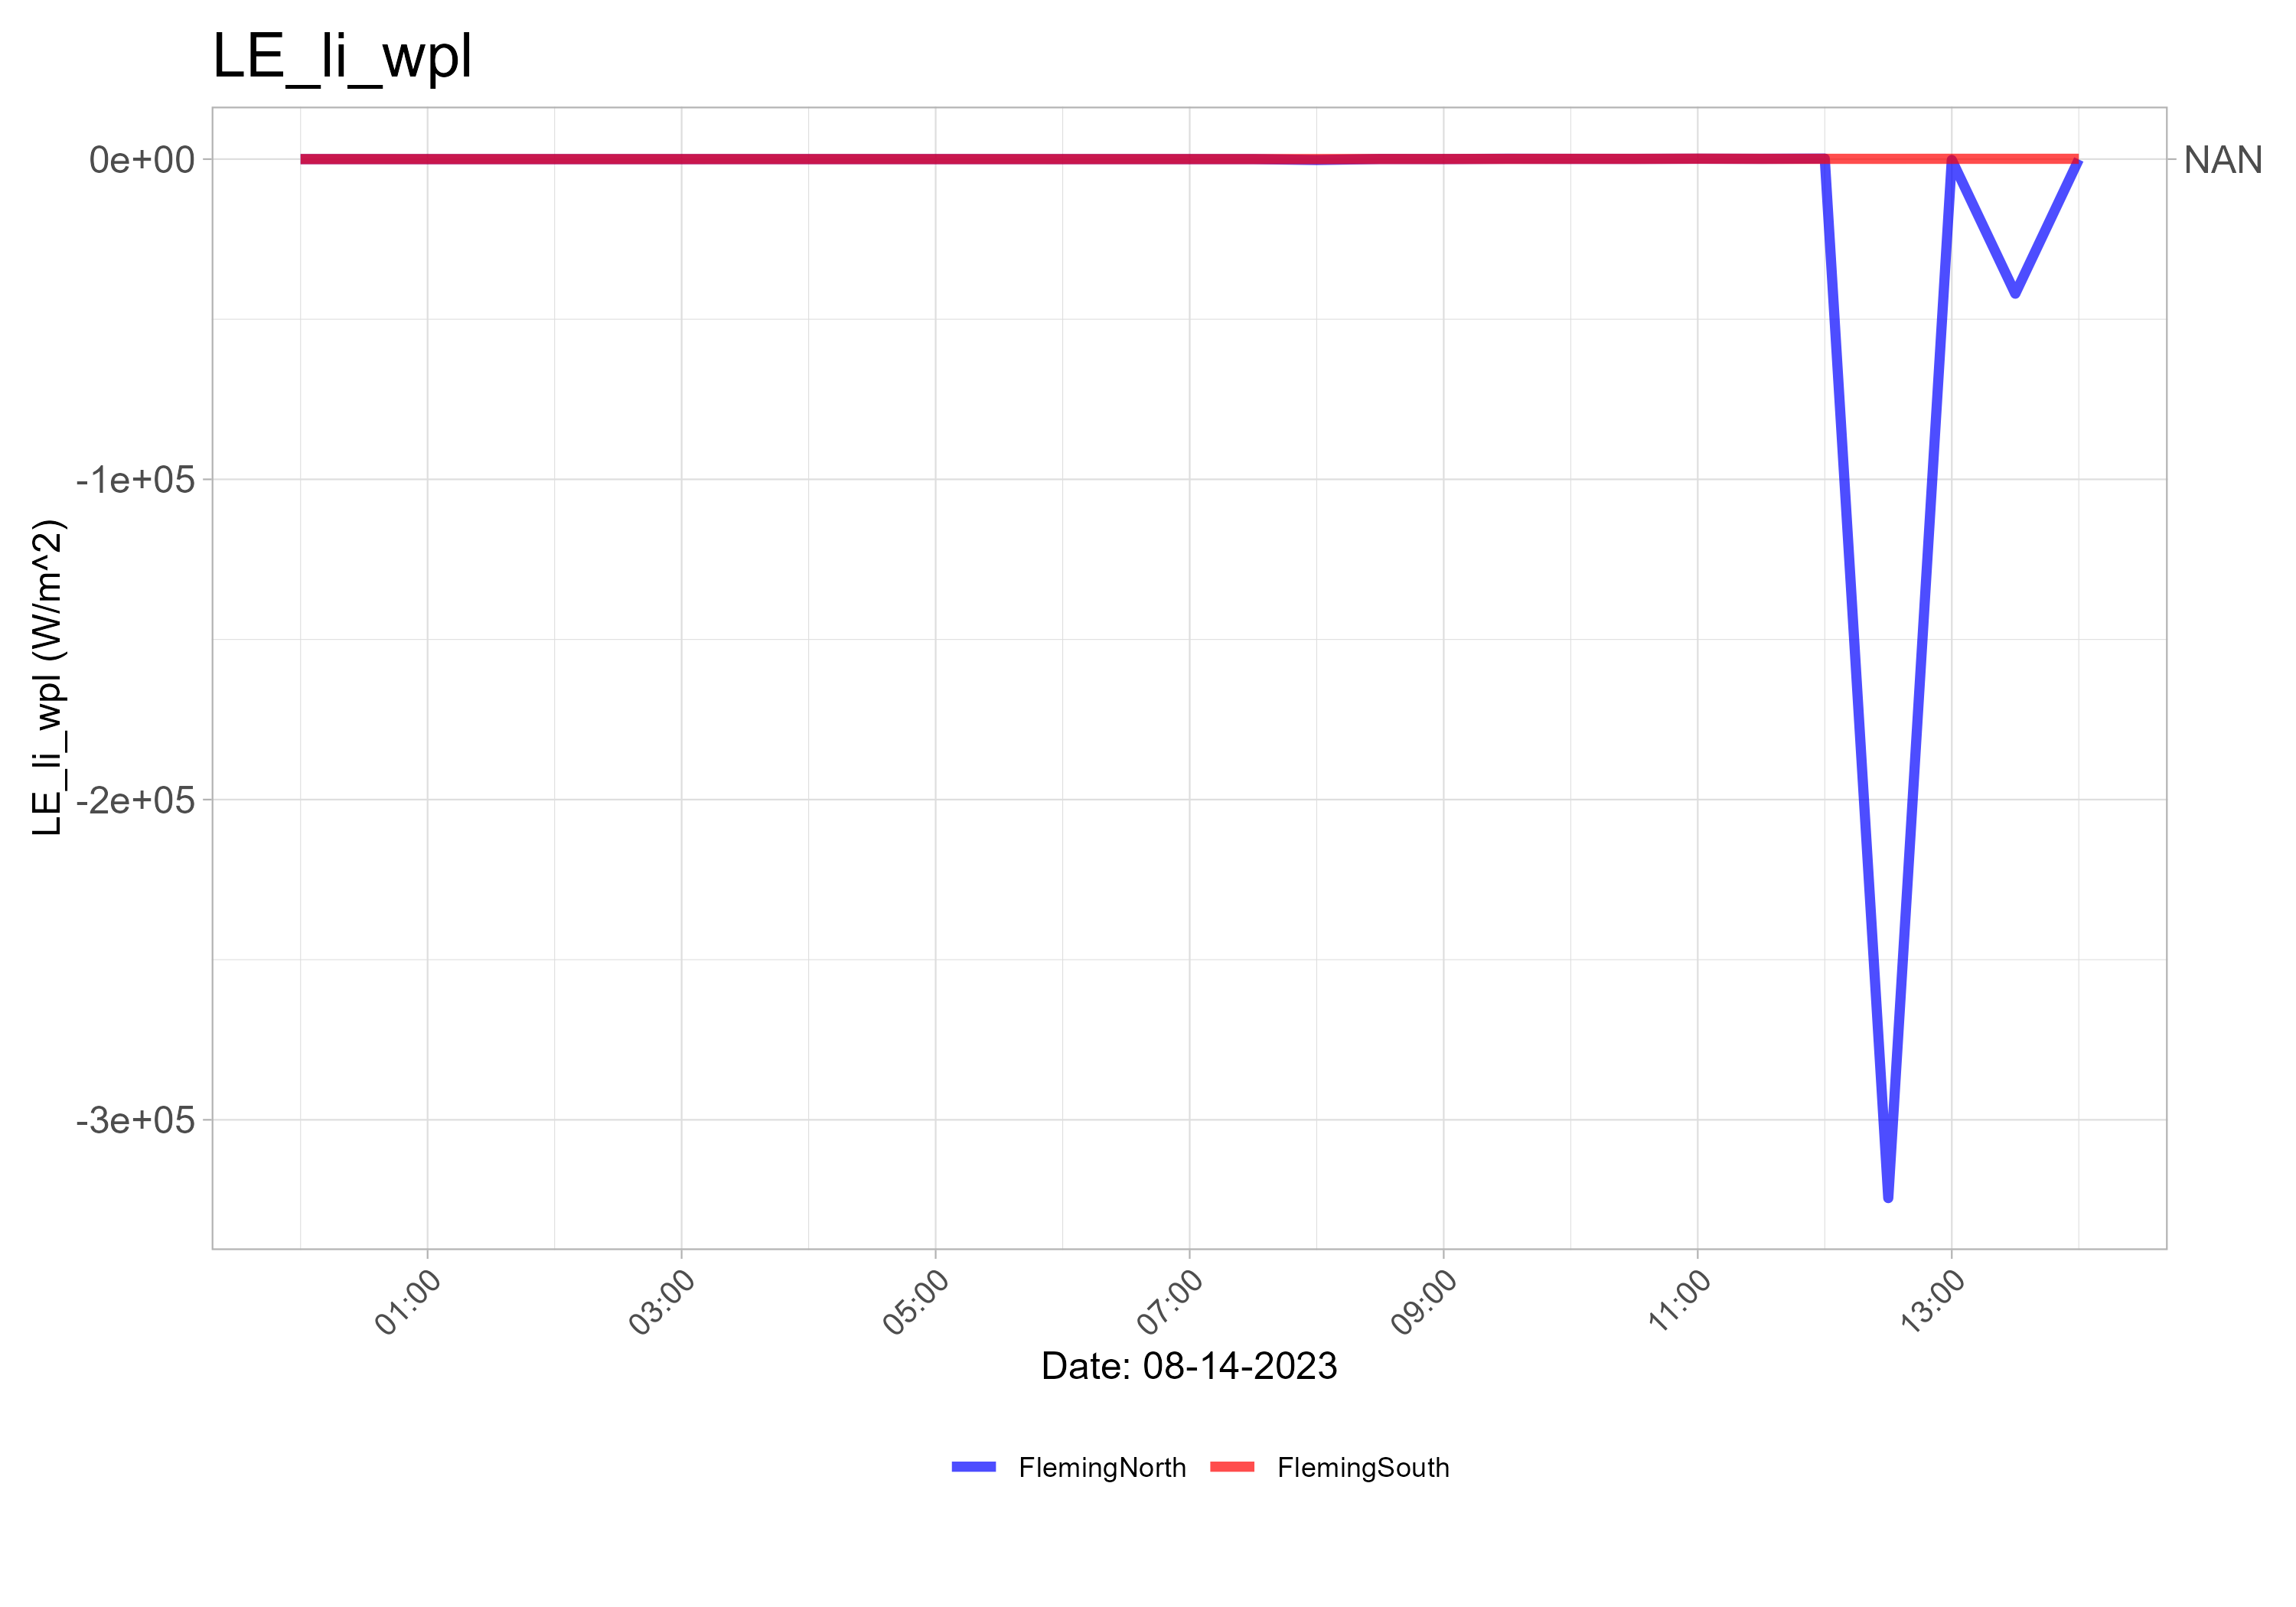 LE_li_wpl
0e+00
NAN
-1e+05
-2e+05
-3e+05
LE_li_wpl (W/m^2)
01:00 03:00 05:00 07:00 09:00 11:00 13:00
Date: 08-14-2023
FlemingNorth FlemingSouth